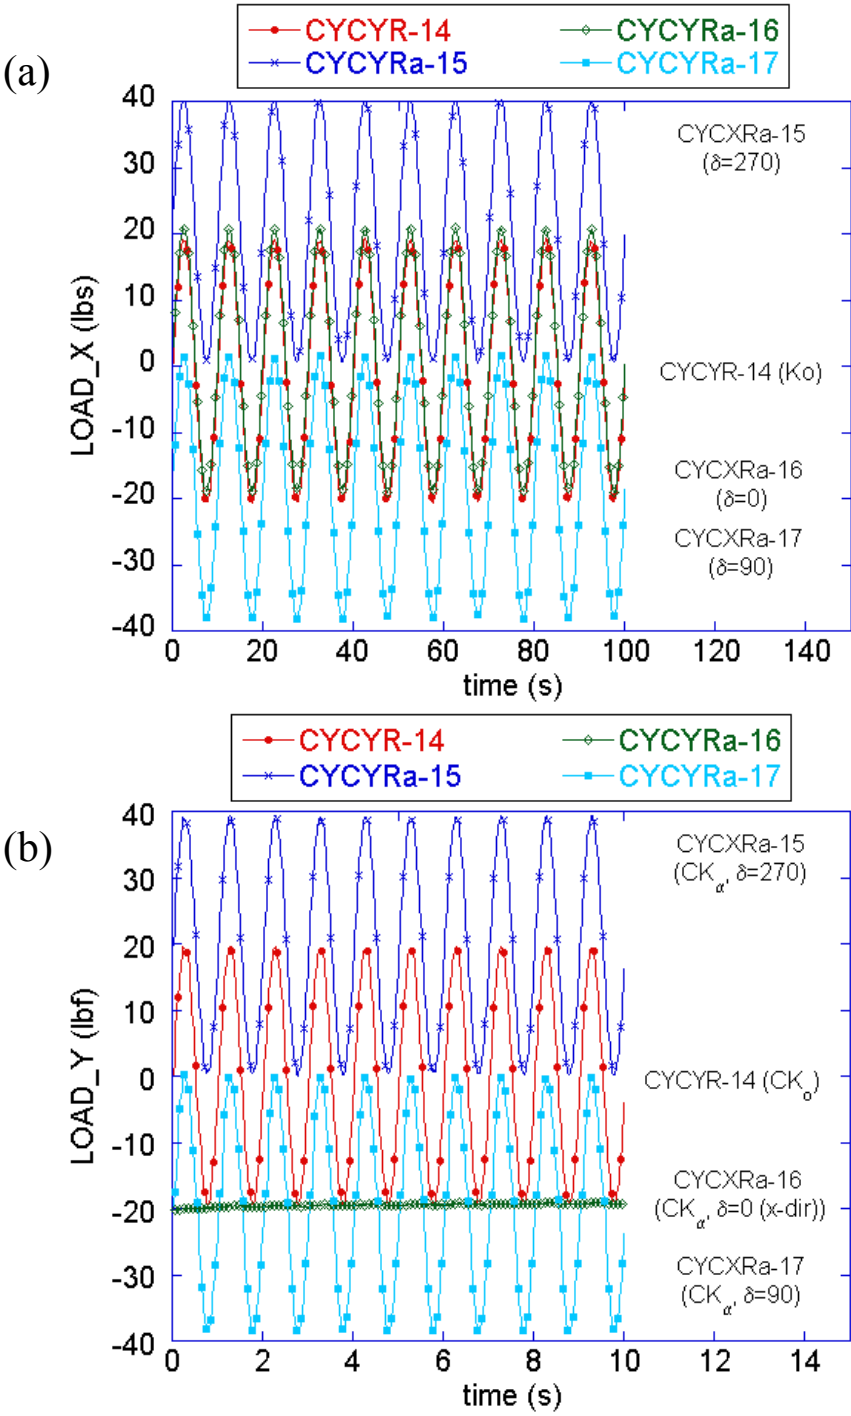 CYCYR-14 CYCYRa-16
CYCYRa-15 CYCYRa-17
(a)
40
30
20
10
0
-10
-20
-30
-40
LOAD_X (lbs)
CYCXRa-15
(δ=270)
CYCYR-14 (Ko)
CYCXRa-16
(δ=0)
CYCXRa-17
(δ=90)
0 20 40 60 80 100 120 140
time (s)
CYCYR-14 CYCYRa-16
CYCYRa-15 CYCYRa-17
(b)
40
30
20
10
0
-10
-20
-30
-40
LOAD_Y (lbf)
CYCXRa-15
(CKα, δ=270)
CYCYR-14 (CKo)
CYCXRa-16
(CKα, δ=0 (x-dir))
CYCXRa-17
(CKα, δ=90)
0 2 4 6 8 10 12 14
time (s)